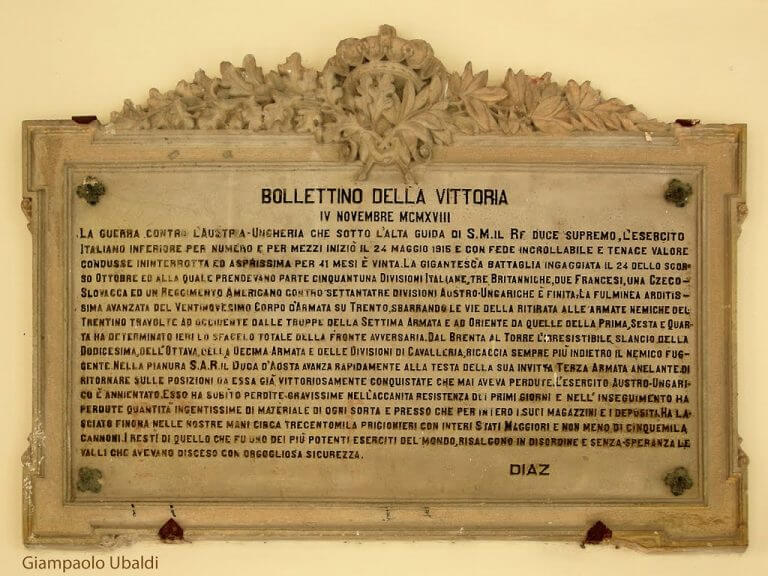 BOLLETTINO DELLA VITTORIA
IV NOVEMBRE MCMXVIII
LA GUERRA CONTRO L'AUSTRIA-UNGHERIA CHE SOTTO L'ALTA GUIDA DI S.M. IL RE DUCE SUPREMO, L'ESERCITO
ITALIANO INFERIORE PER NUMERO E PER MEZZI INIZIÒ IL 24 MAGGIO 1915 E CON FEDE INCROLLABILE E TENACE VALORE
CONDUSSE ININTERROTTA ED ASPRISSIMA PER 41 MESI È VINTA. LA GIGANTESCA BATTAGLIA INGAGGIATA IL 24 DELLO SCOR-
SO OTTOBRE ED ALLA QUALE PRENDEVANO PARTE CINQUANTUNA DIVISIONI ITALIANE, TRE BRITANNICHE, DUE FRANCESI, UNA CZECO-
SLOVACCA ED UN REGGIMENTO AMERICANO CONTRO SETTANTATRE DIVISIONI AUSTRO-UNGARICHE È FINITA. LA FULMINEA ARDITIS-
SIMA AVANZATA DEL VENTINOVESIMO CORPO D'ARMATA SU TRENTO, SBARRANDO LE VIE DELLA RITIRATA ALLE ARMATE NEMICHE DEL
TRENTINO TRAVOLTE AD OCCIDENTE DALLE TRUPPE DELLA SETTIMA ARMATA E AD ORIENTE DA QUELLE DELLA PRIMA, SESTA E QUAR-
TA HA DETERMINATO IERI LO SFACELO TOTALE DELLA FRONTE AVVERSARIA. DAL BRENTA AL TORRE L'IRRESISTIBILE SLANCIO DELLA
DODICESIMA, DELL'OTTAVA, DELLA DECIMA ARMATA E DELLE DIVISIONI DI CAVALLERIA, RICACCIA SEMPRE PIÙ INDIETRO IL NEMICO FUG-
GENTE. NELLA PIANURA S.A.R. IL DUCA D'AOSTA AVANZA RAPIDAMENTE ALLA TESTA DELLA SUA INVITTA TERZA ARMATA ANELANTE DI
RITORNARE SULLE POSIZIONI DA ESSA GIÀ VITTORIOSAMENTE CONQUISTATE CHE MAI AVEVA PERDUTE. L'ESERCITO AUSTRO-UNGARI-
CO È ANNIENTATO. ESSO HA SUBÌTO PERDITE GRAVISSIME NELL'ACCANITA RESISTENZA DEI PRIMI GIORNI E NELL'INSEGUIMENTO HA
PERDUTE QUANTITÀ INGENTISSIME DI MATERIALE DI OGNI SORTA E PRESSO CHE PER INTERO I SUOI MAGAZZINI E I DEPOSITI. HA LA-
SCIATO FINORA NELLE NOSTRE MANI CIRCA TRECENTOMILA PRIGIONIERI CON INTERI STATI MAGGIORI E NON MENO DI CINQUEMILA
CANNONI. I RESTI DI QUELLO CHE FU UNO DEI PIÙ POTENTI ESERCITI DEL MONDO, RISALGONO IN DISORDINE E SENZA SPERANZA LE
VALLI CHE AVEVANO DISCESO CON ORGOGLIOSA SICUREZZA.
DIAZ
Giampaolo Ubaldi